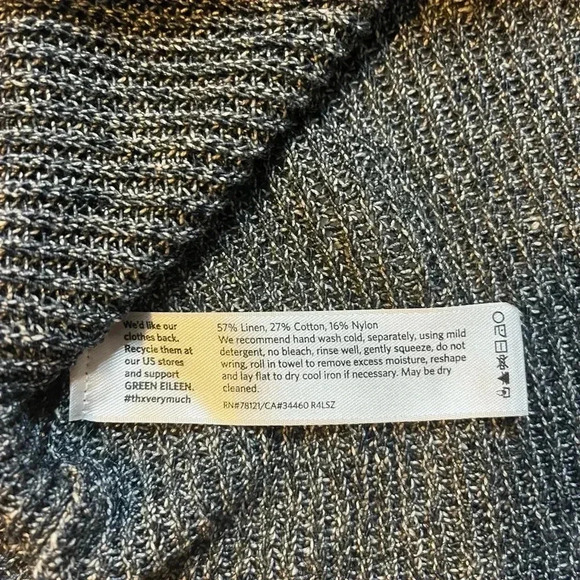 We'd like our
clothes back.
Recycle them at
our US stores
and support
GREEN EILEEN.
#thxverymuch
57% Linen, 27% Cotton, 16% Nylon
We recommend hand wash cold, separately, using mild
detergent, no bleach, rinse well, gently squeeze, do not
wring, roll in towel to remove excess moisture, reshape
and lay flat to dry cool iron if necessary. May be dry
cleaned.
RN#78121/CA#34460 R4LSZ